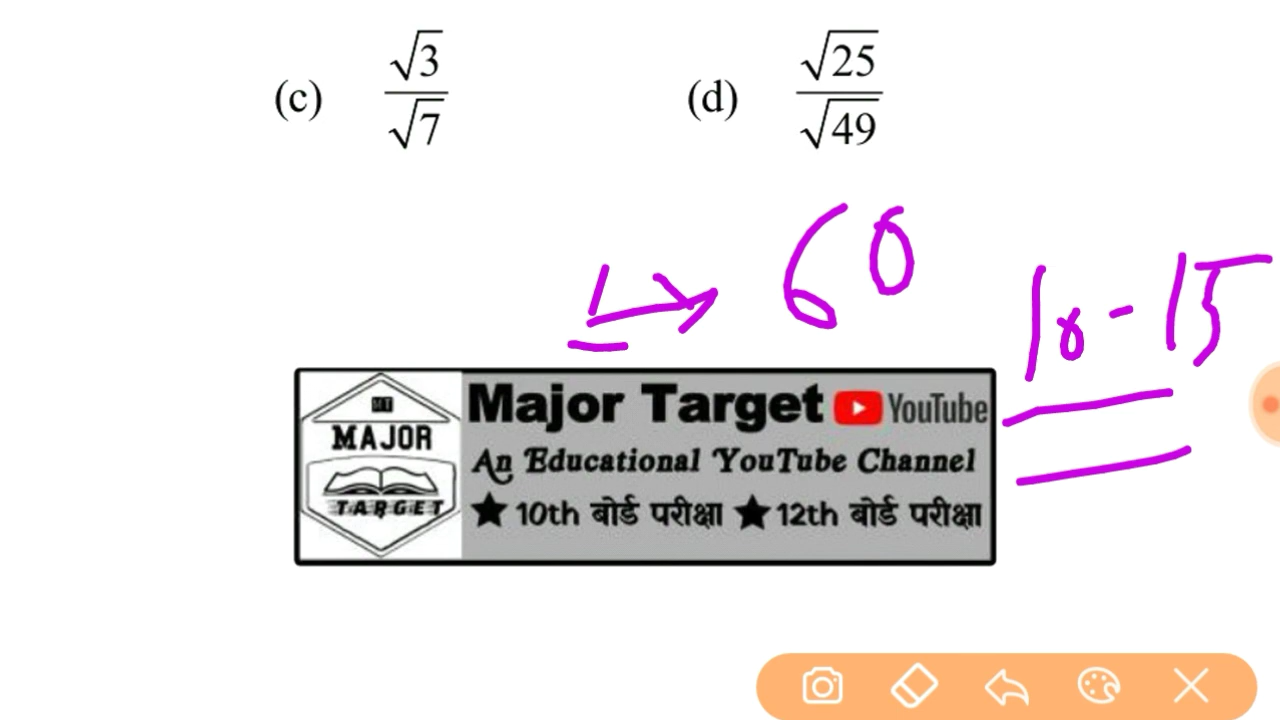 (c) √3/√7 (d) √25/√49
1 → 60
10 - 15
MT
MAJOR
TARGET
Major Target YouTube
An Educational YouTube Channel
★ 10th बोर्ड परीक्षा ★ 12th बोर्ड परीक्षा